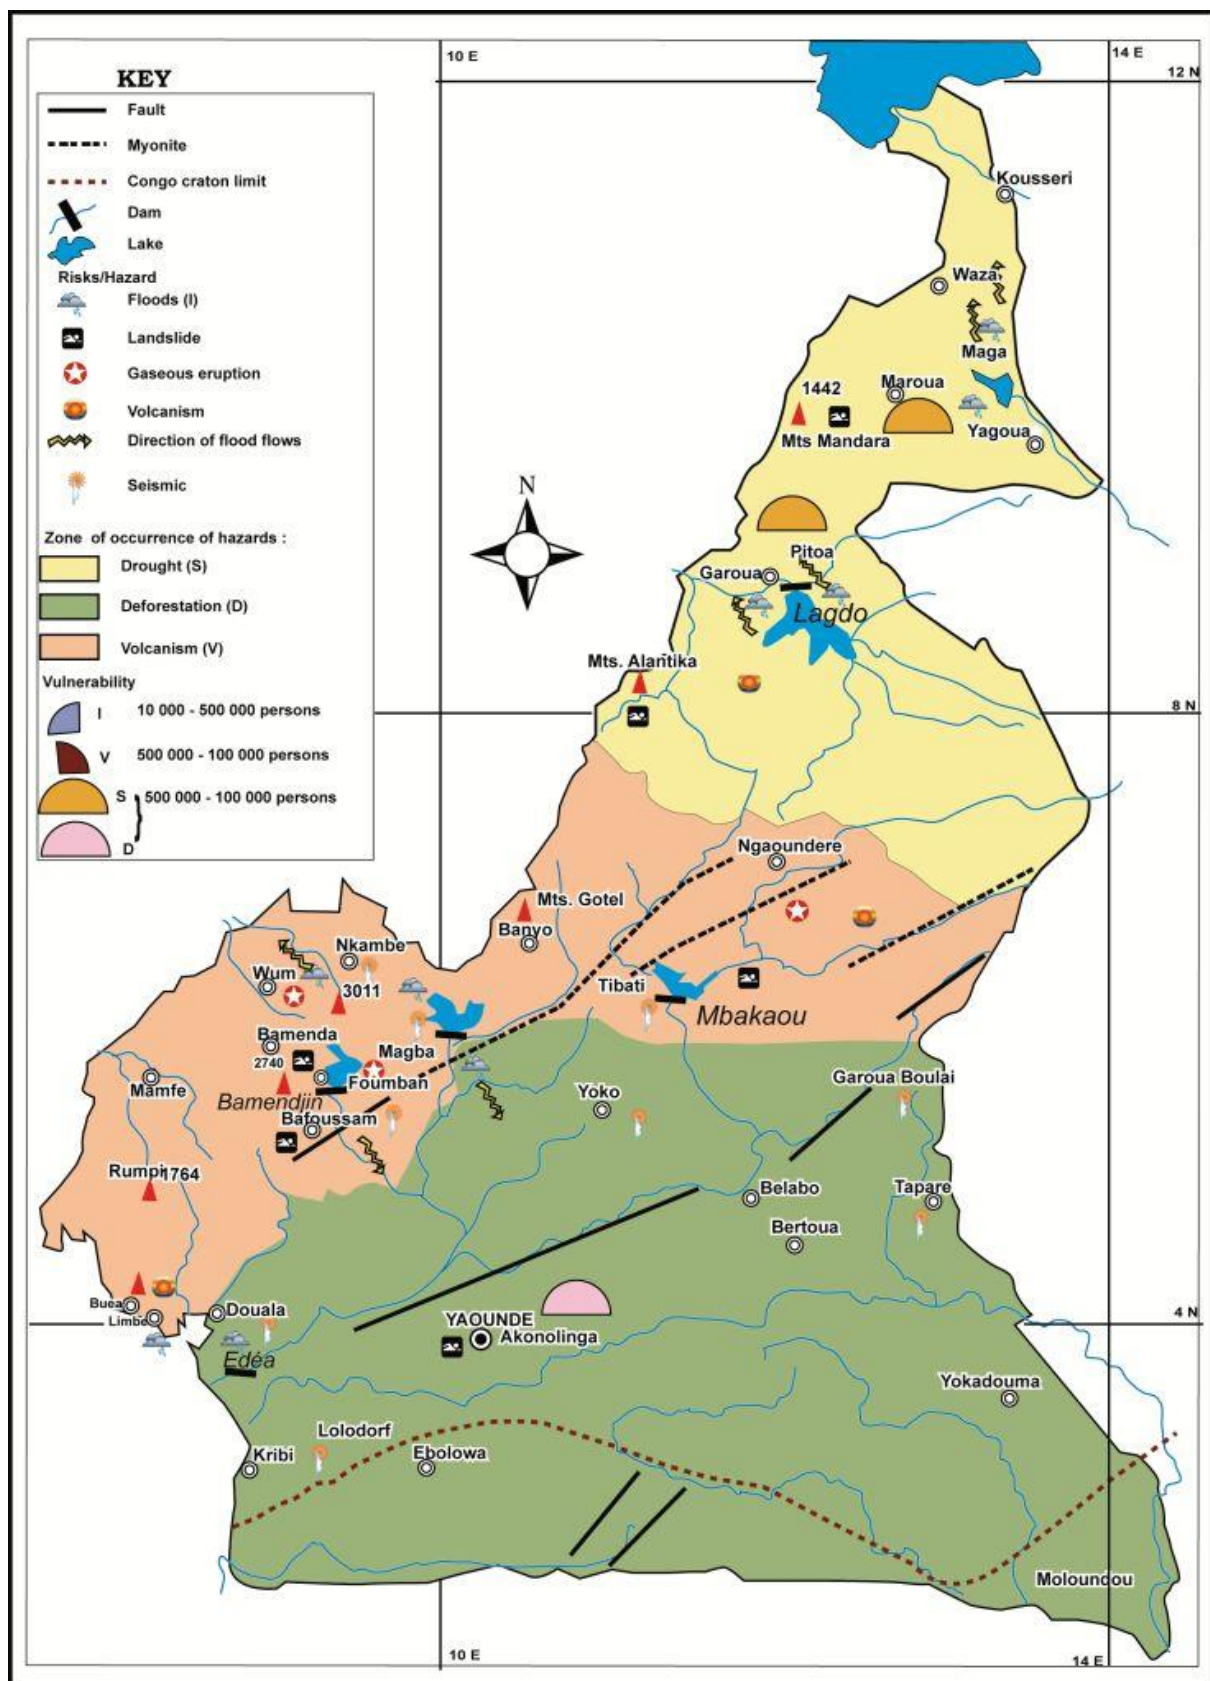 10 E
14 E
12 N
KEY
Fault
Myonite
Congo craton limit
Dam
Lake
Risks/Hazard
Floods (I)
Landslide
Gaseous eruption
Volcanism
Direction of flood flows
Seismic
Zone of occurrence of hazards :
Drought (S)
Deforestation (D)
Volcanism (V)
Vulnerability
I 10 000 - 500 000 persons
V 500 000 - 100 000 persons
S 500 000 - 100 000 persons
D
N
Kousseri
Waza
Maga
Maroua
1442
Mts Mandara
Yagoua
Pitoa
Garoua
Lagdo
Mts. Alantika
8 N
Ngaoundere
Mts. Gotel
Banyo
Nkambe
Wum
3011
Tibati
Mbakaou
Bamenda
2740
Magba
Foumban
Mamfe
Bamendjin
Bafoussam
Yoko
Garoua Boulai
Rumpi 1764
Belabo
Tapare
Bertoua
Buea
Limbe
Douala
YAOUNDE
Akonolinga
4 N
Edéa
Yokadouma
Lolodorf
Kribi
Ebolowa
Moloundou
10 E
14 E